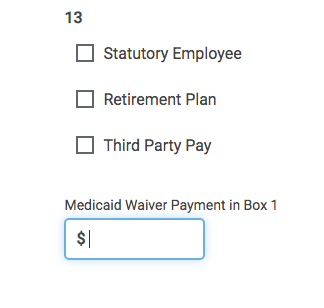 13
Statutory Employee
Retirement Plan
Third Party Pay
Medicaid Waiver Payment in Box 1
$